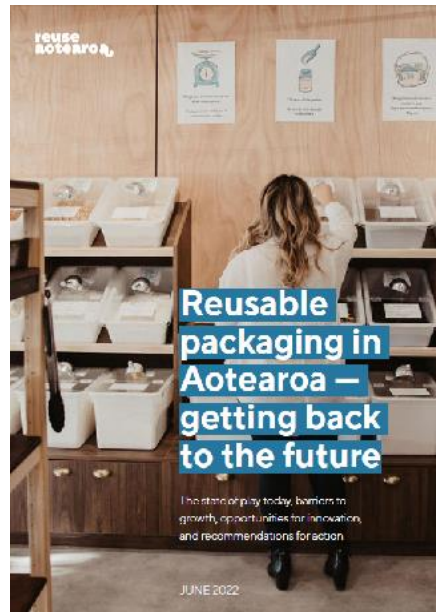 reuse
aotearoa
Reusable
packaging in
Aotearoa —
getting back
to the future
The state of play today, barriers to
growth, opportunities for innovation,
and recommendations for action
JUNE 2022